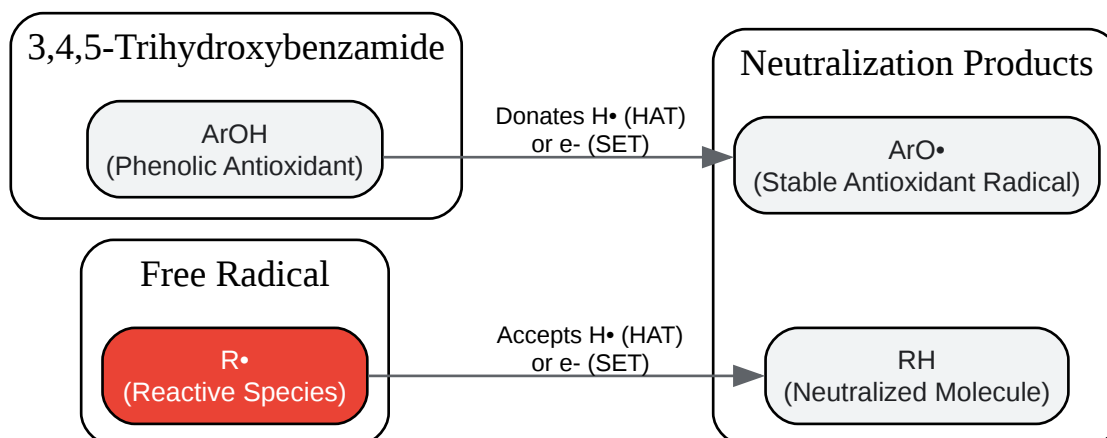 3,4,5-Trihydroxybenzamide
ArOH
(Phenolic Antioxidant)
Donates H• (HAT)
or e- (SET)
Neutralization Products
ArO•
(Stable Antioxidant Radical)
Free Radical
R•
(Reactive Species)
Accepts H• (HAT)
or e- (SET)
RH
(Neutralized Molecule)